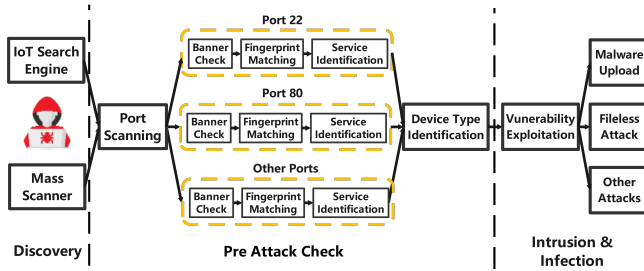 IoT Search
Engine
Mass
Scanner
Discovery
Port
Scanning
Port 22
Banner
Check
Fingerprint
Matching
Service
Identification
Port 80
Banner
Check
Fingerprint
Matching
Service
Identification
Other Ports
Banner
Check
Fingerprint
Matching
Service
Identification
Device Type
Identification
Pre Attack Check
Vunerability
Exploitation
Malware
Upload
Fileless
Attack
Other
Attacks
Intrusion &
Infection